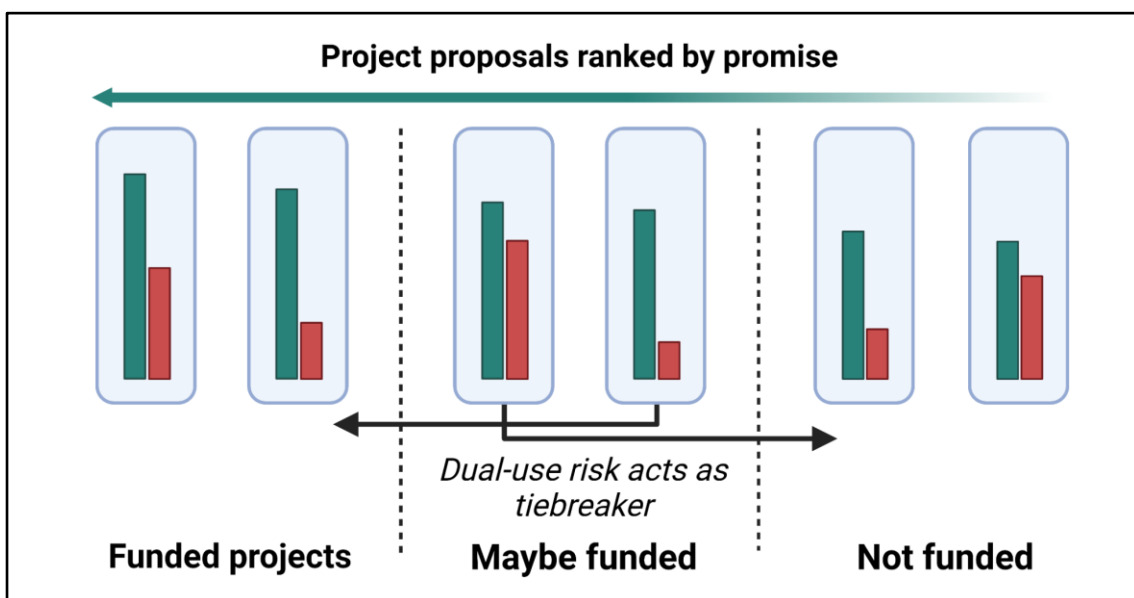 Project proposals ranked by promise
Dual-use risk acts as
tiebreaker
Funded projects
Maybe funded
Not funded